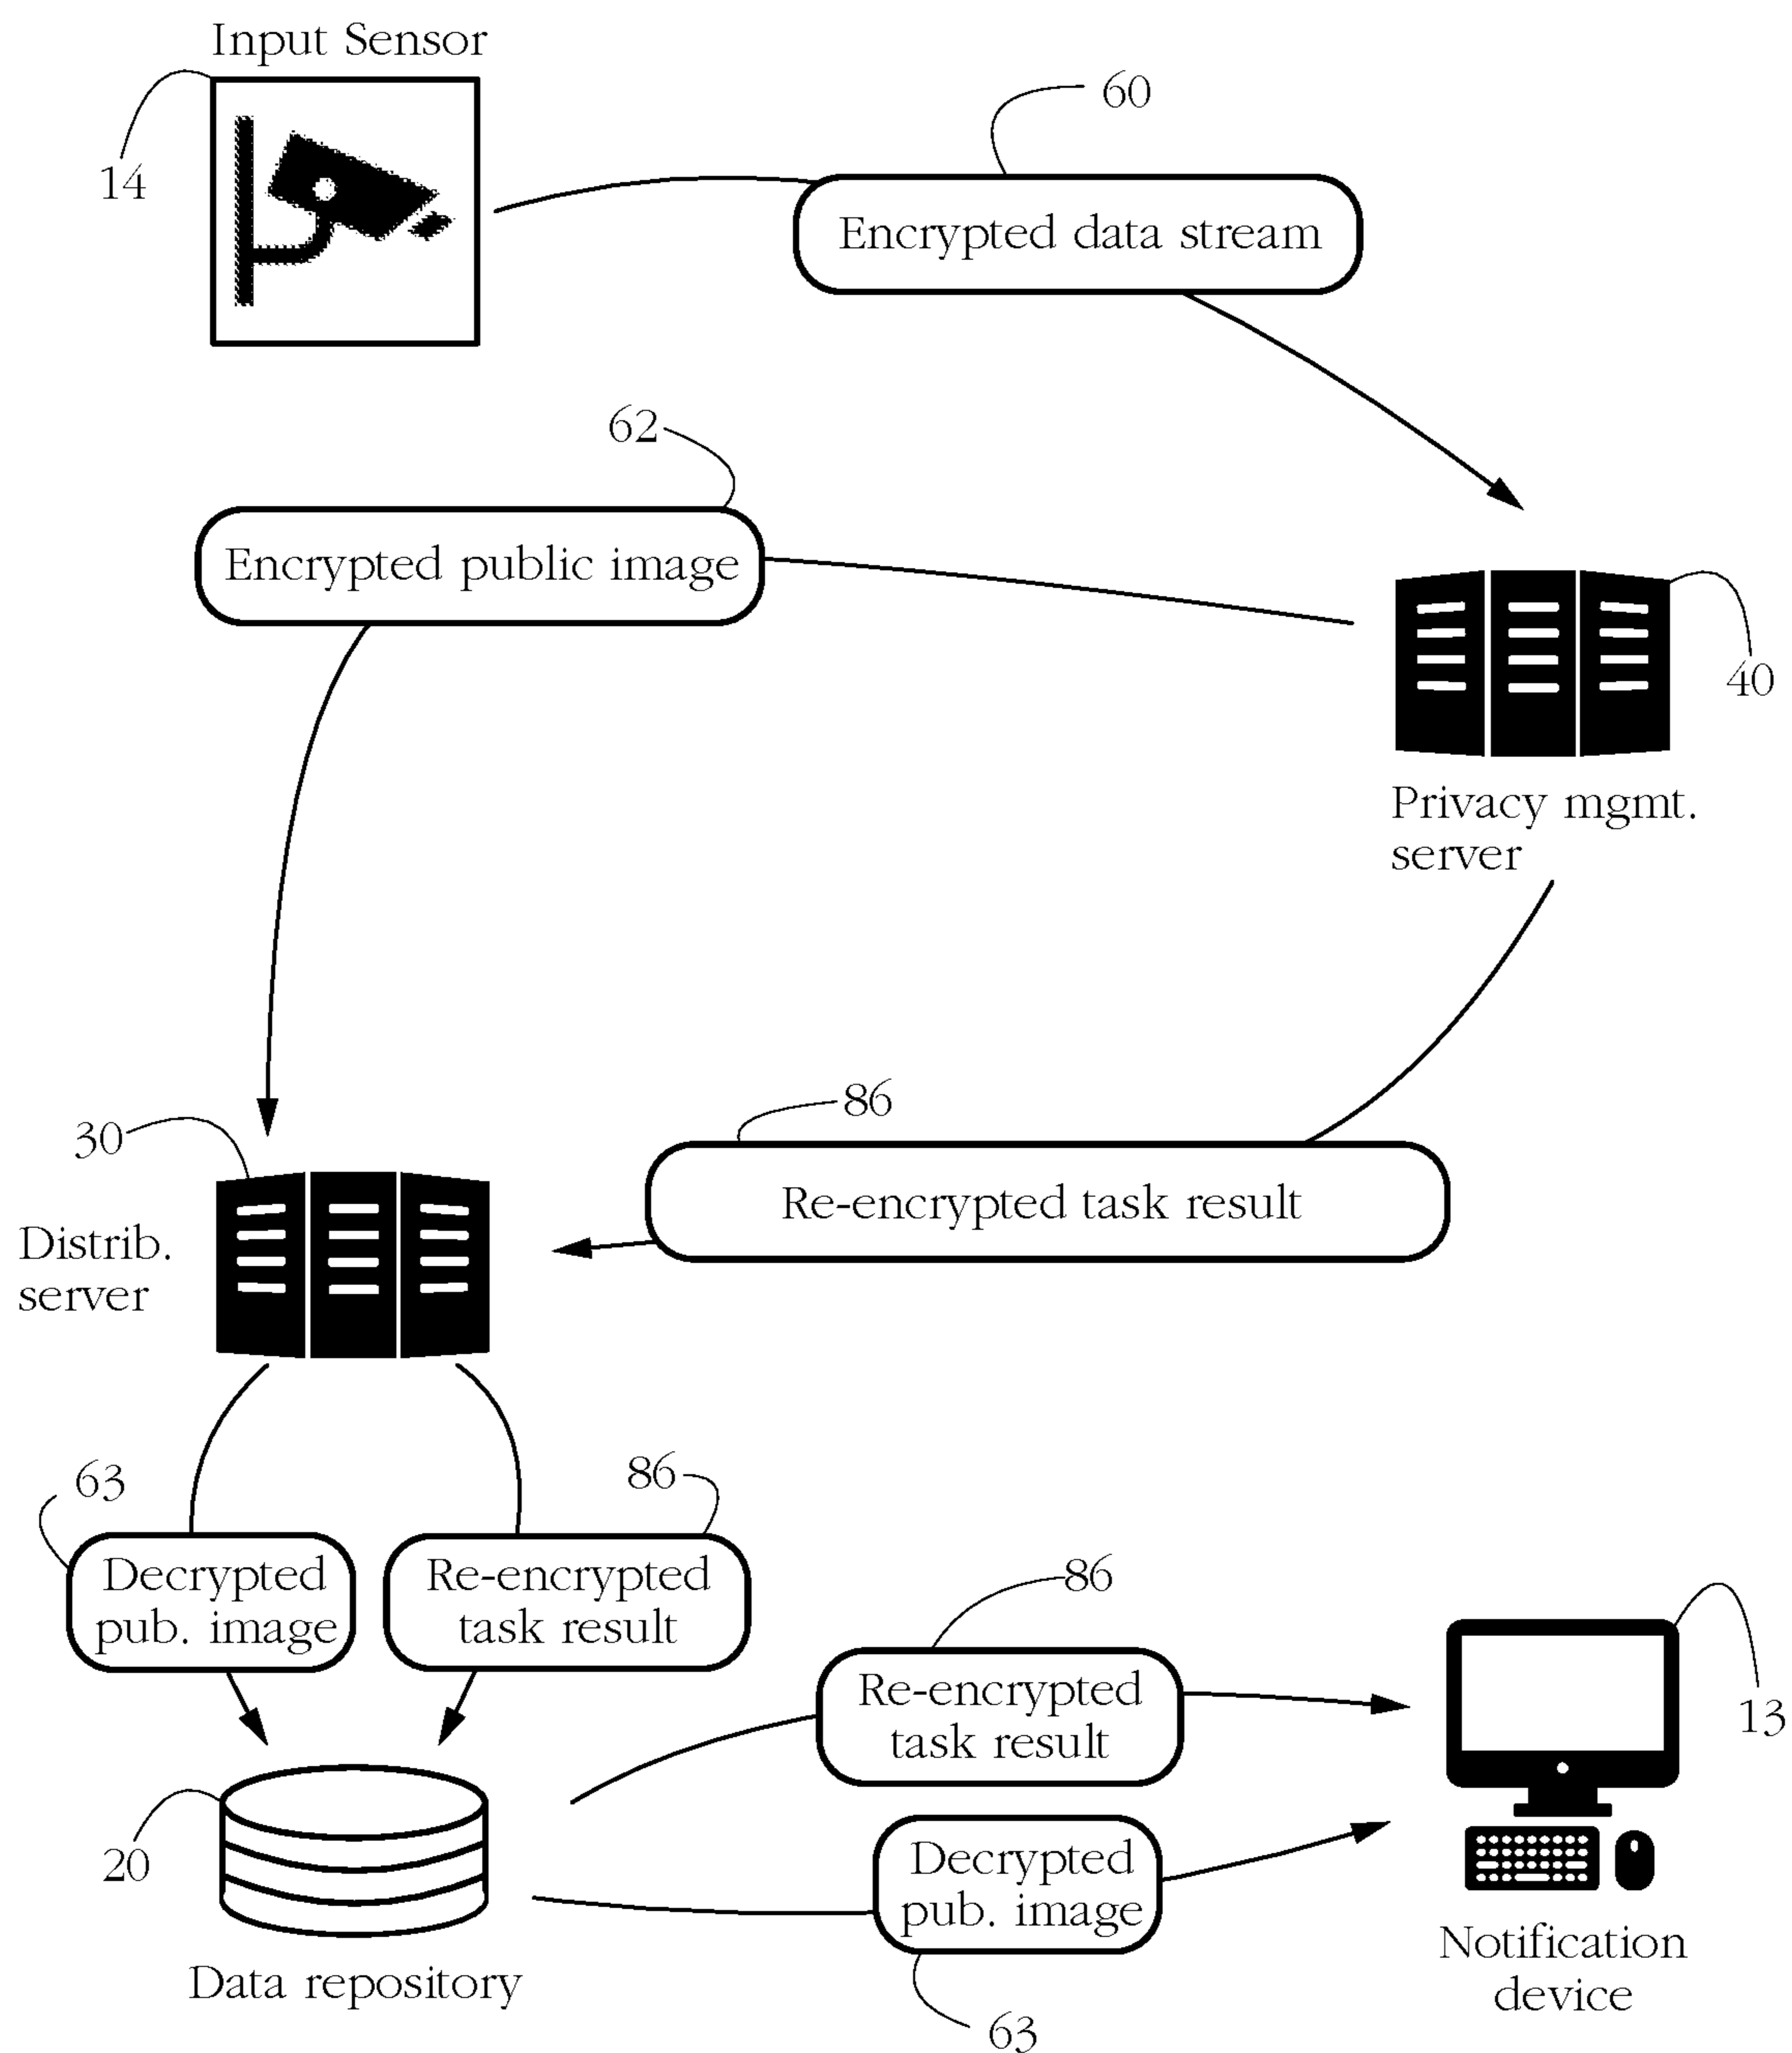 Input Sensor
14
60
Encrypted data stream
62
Encrypted public image
40
Privacy mgmt.
server
86
30
Re-encrypted task result
Distrib.
server
63
86
Decrypted
pub. image
Re-encrypted
task result
86
Re-encrypted
task result
13
20
Decrypted
pub. image
Data repository
Notification
device
63